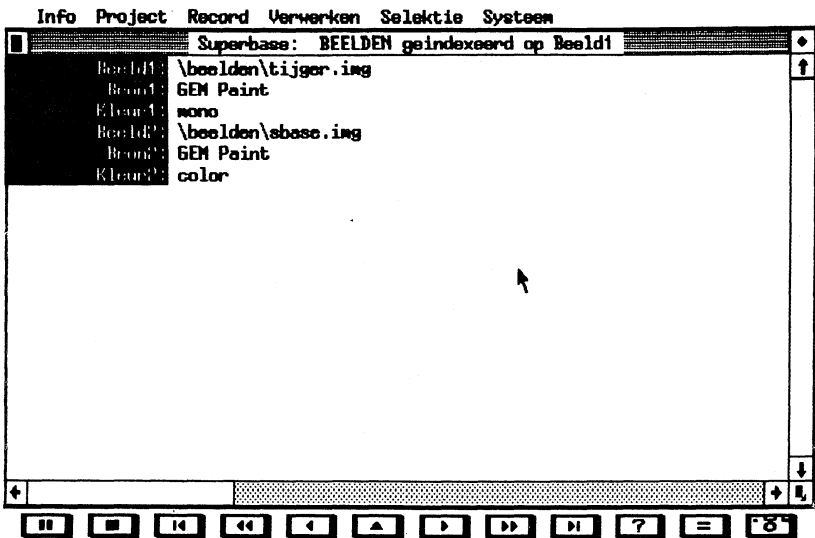 Info Project Record Verwerken Selektie Systeem
Superbase: BEELDEN geindexeerd op Beeld1
Beeld1: \beelden\tijger.img
Bron1: GEM Paint
Kleur1: mono
Beeld2: \beelden\sbase.img
Bron2: GEM Paint
Kleur2: color
? =